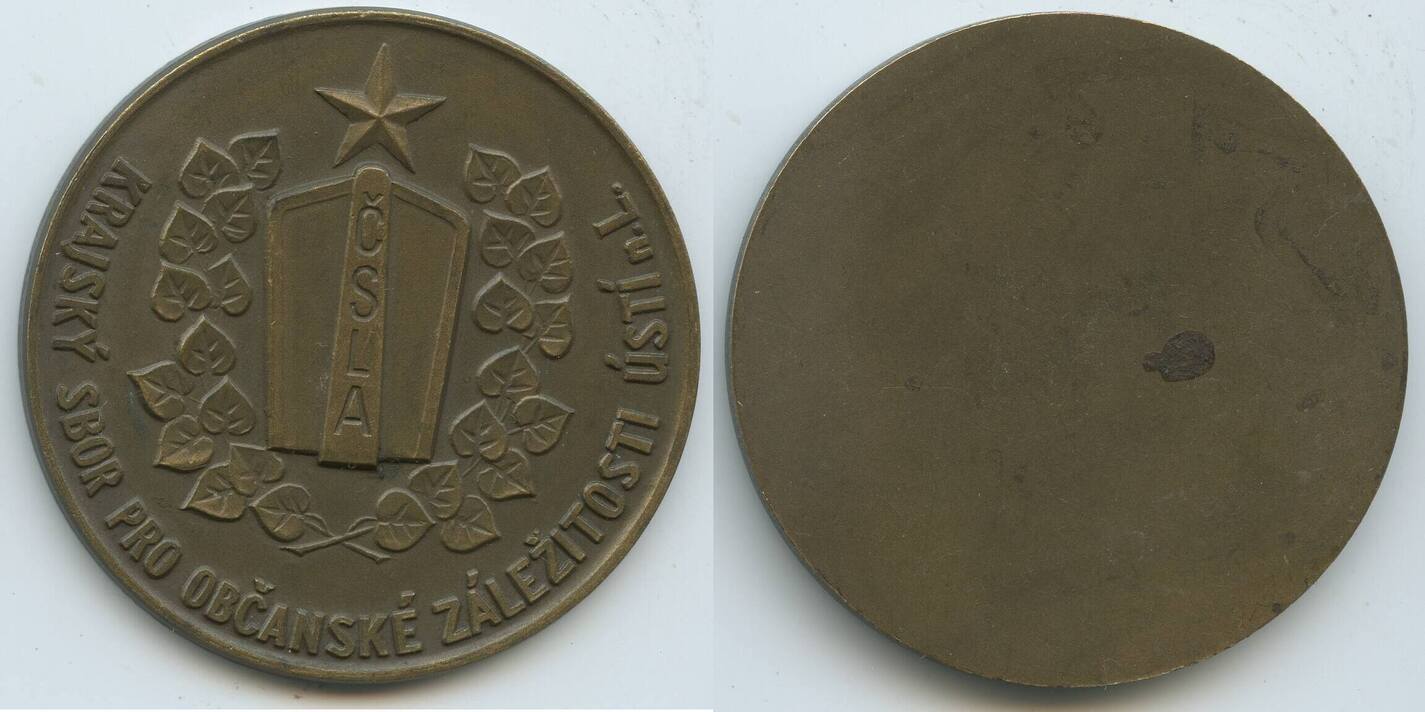 ČSLA
KRAJSKÝ SBOR PRO OBČANSKÉ ZÁLEŽITOSTI ÚSTÍ n. L.